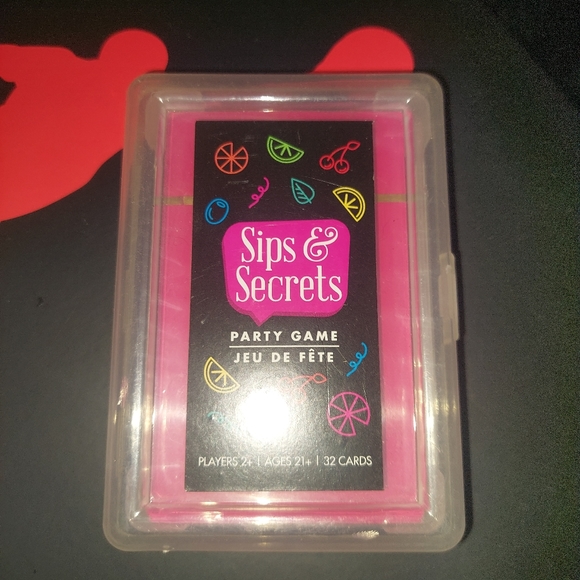 Sips &
Secrets
PARTY GAME
JEU DE FÊTE
PLAYERS 2+ | AGES 21+ | 32 CARDS